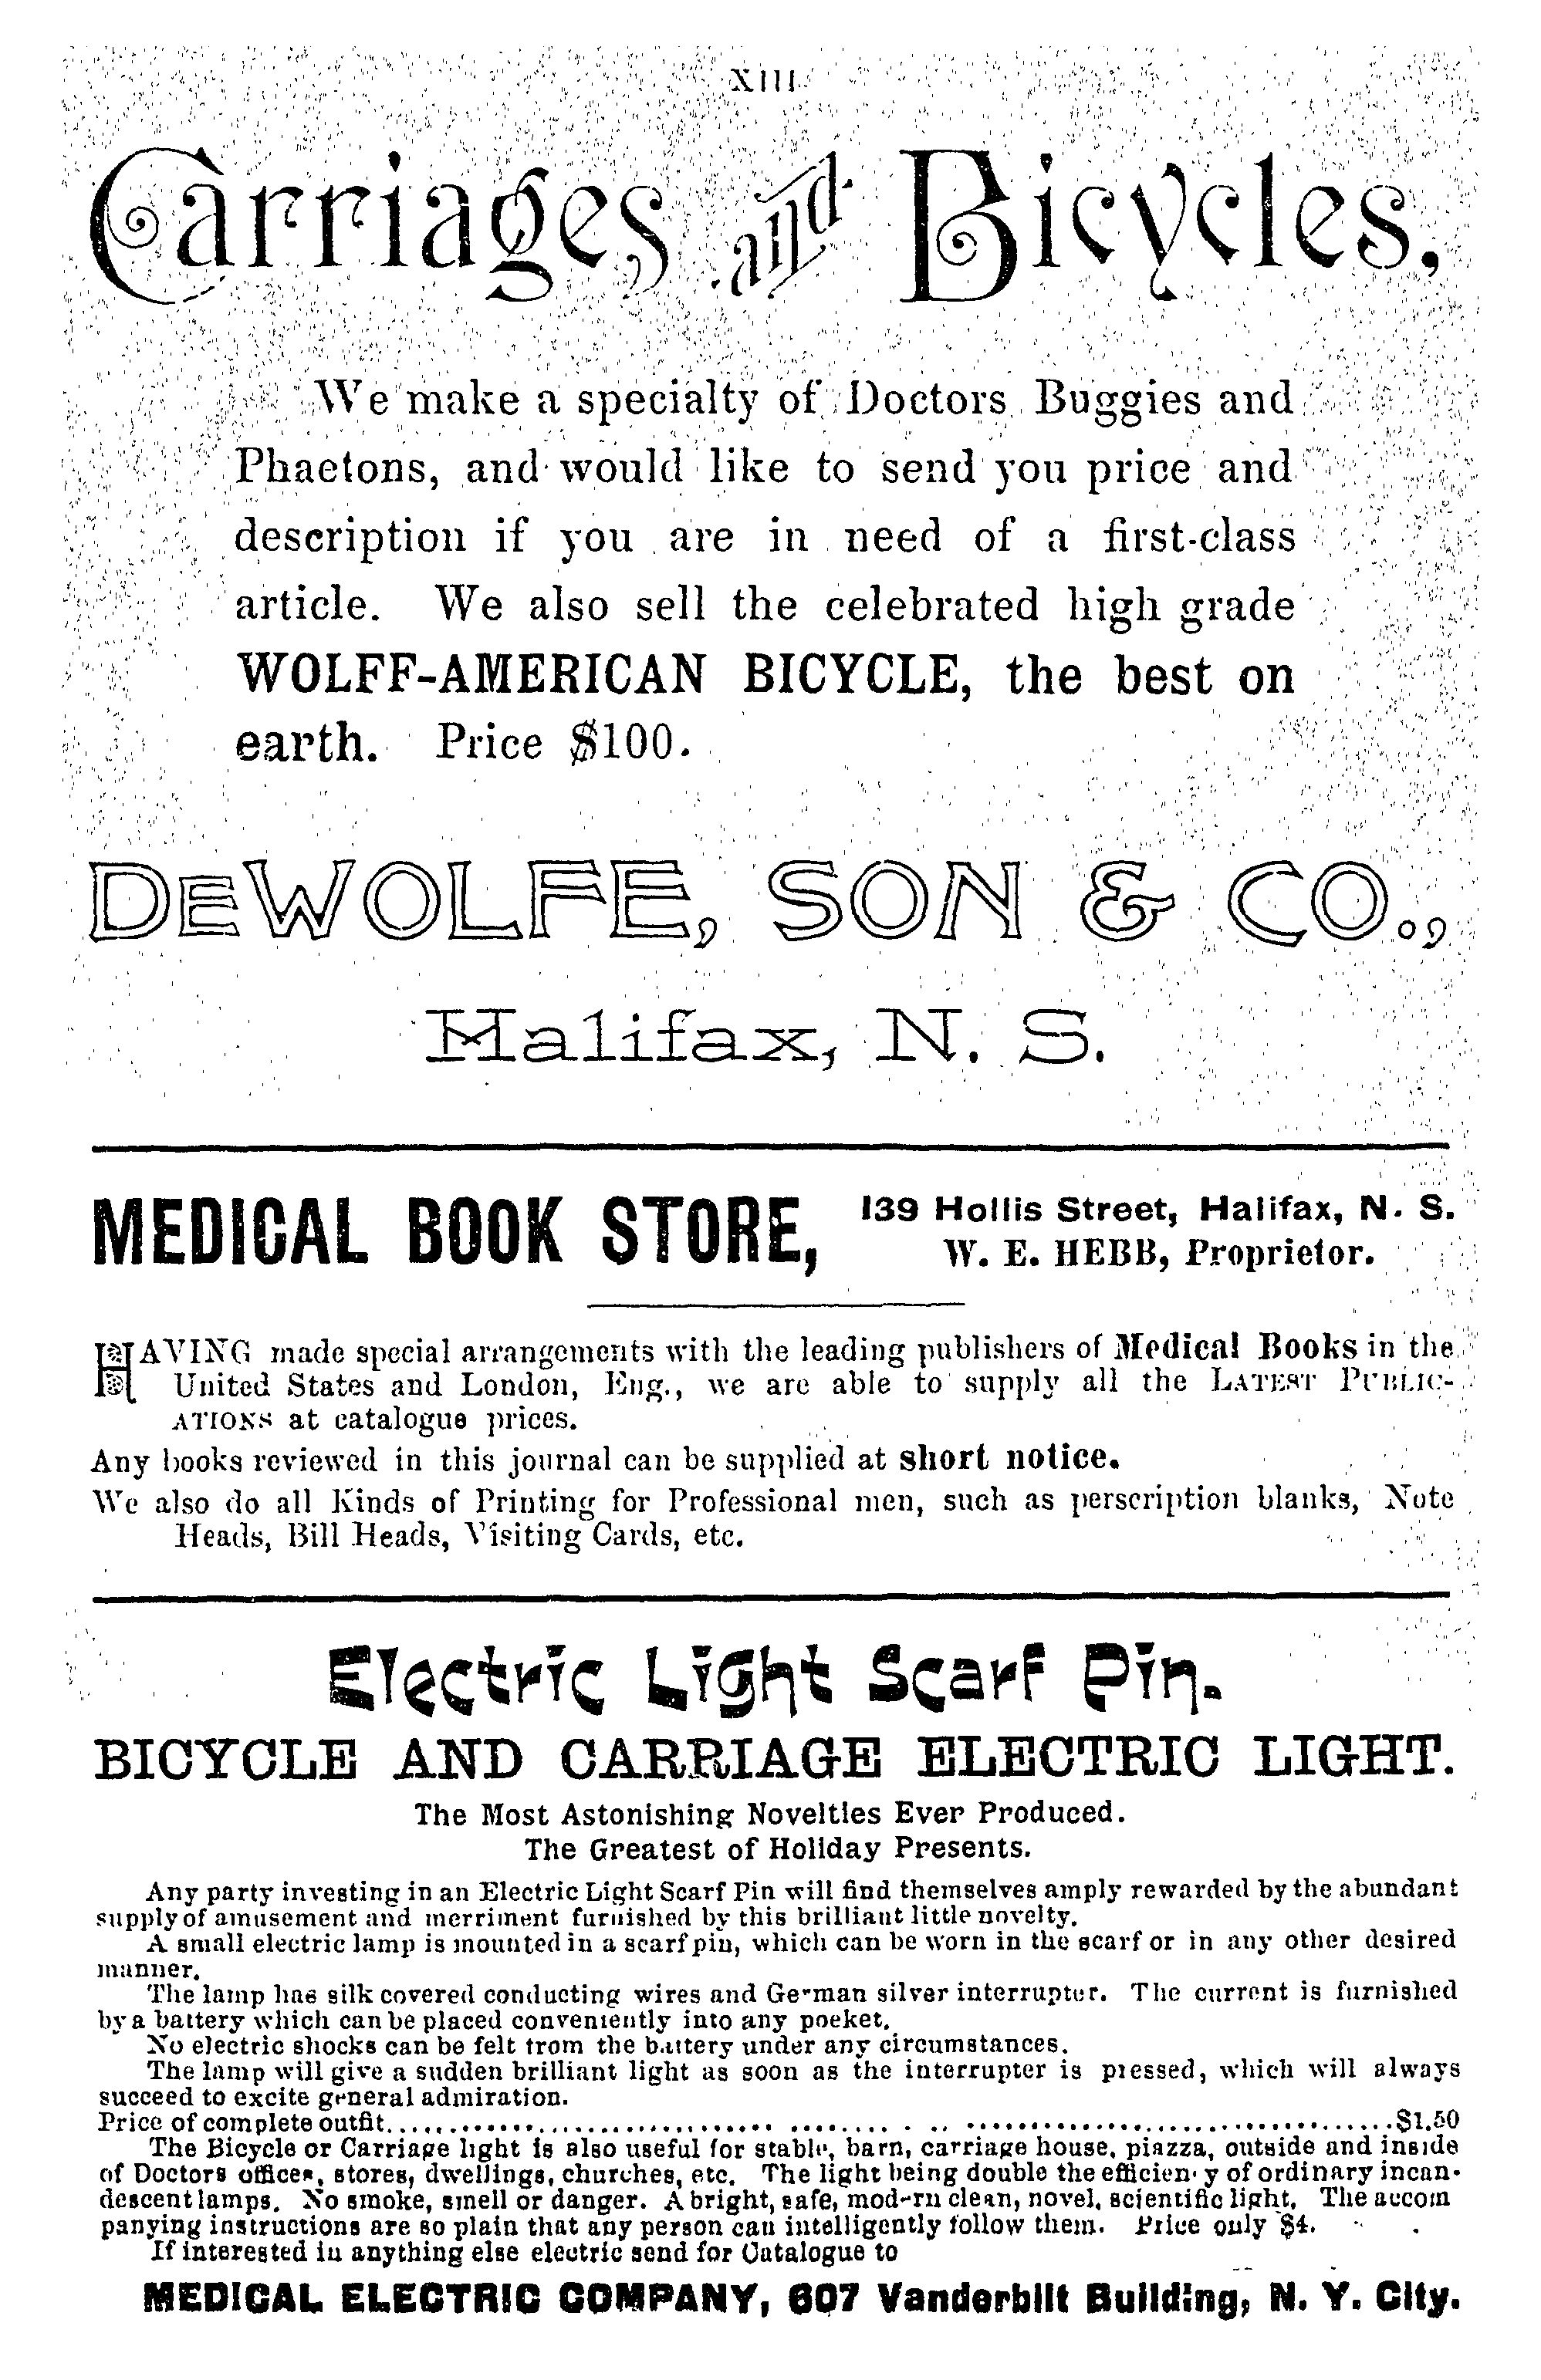 XIII
Carriages and Bicycles,
We make a specialty of Doctors Buggies and
Phaetons, and would like to send you price and
description if you are in need of a first-class
article. We also sell the celebrated high grade
WOLFF-AMERICAN BICYCLE, the best on
earth. Price $100.
DEWOLFE, SON & CO.,
Halifax, N. S.
MEDICAL BOOK STORE,
139 Hollis Street, Halifax, N. S.
W. E. HEBB, Proprietor.
HAVING made special arrangements with the leading publishers of Medical Books in the
United States and London, Eng., we are able to supply all the LATEST PUBLIC-
ATIONS at catalogue prices.
Any books reviewed in this journal can be supplied at short notice.
We also do all Kinds of Printing for Professional men, such as perscription blanks, Note
Heads, Bill Heads, Visiting Cards, etc.
Electric Light Scarf Pin.
BICYCLE AND CARRIAGE ELECTRIC LIGHT.
The Most Astonishing Novelties Ever Produced.
The Greatest of Holiday Presents.
Any party investing in an Electric Light Scarf Pin will find themselves amply rewarded by the abundant
supply of amusement and merriment furnished by this brilliant little novelty.
A small electric lamp is mounted in a scarf pin, which can be worn in the scarf or in any other desired
manner.
The lamp has silk covered conducting wires and German silver interrupter. The current is furnished
by a battery which can be placed conveniently into any pocket.
No electric shocks can be felt from the battery under any circumstances.
The lamp will give a sudden brilliant light as soon as the interrupter is pressed, which will always
succeed to excite general admiration.
Price of complete outfit........................................................................$1.50
The Bicycle or Carriage light is also useful for stable, barn, carriage house, piazza, outside and inside
of Doctors offices, stores, dwellings, churches, etc. The light being double the efficiency of ordinary incan-
descent lamps. No smoke, smell or danger. A bright, safe, modern clean, novel, scientific light. The accom
panying instructions are so plain that any person can intelligently follow them. Price only $4.
If interested in anything else electric send for Catalogue to
MEDICAL ELECTRIC COMPANY, 607 Vanderbilt Building, N. Y. City.